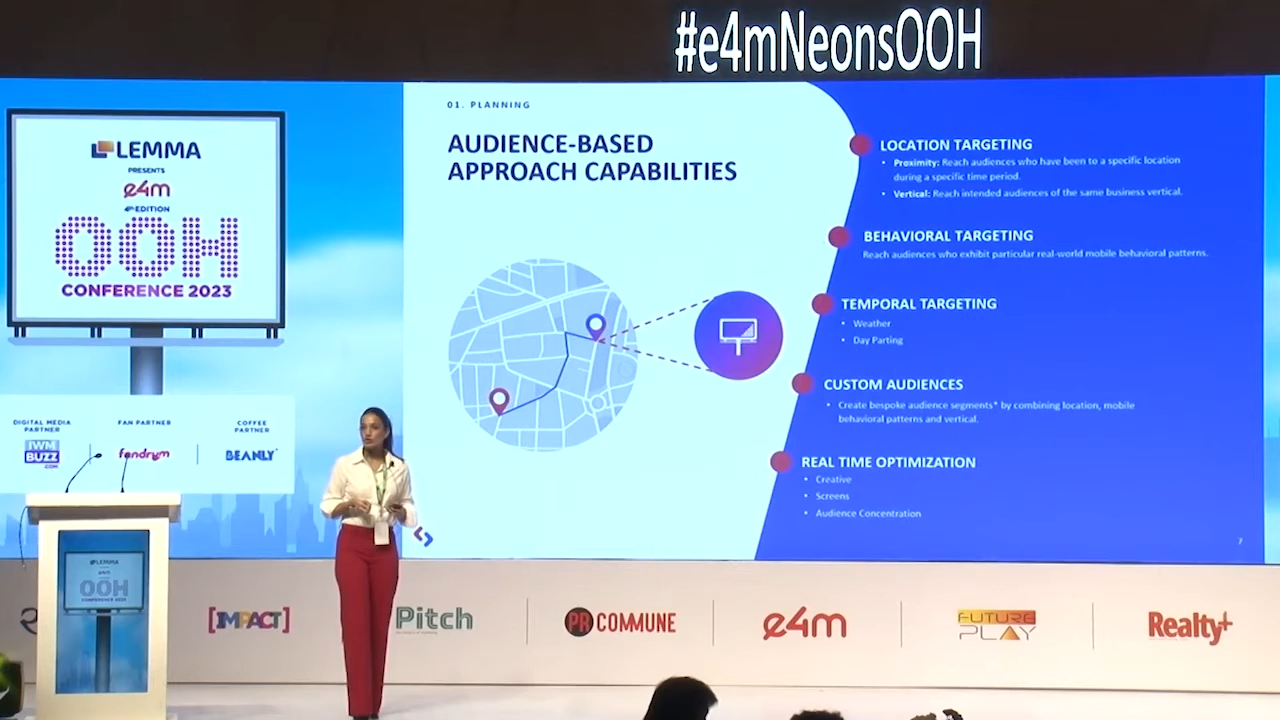 #e4mNeonsOOH
LEMMA
PRESENTS
e4m
4th EDITION
OOH
CONFERENCE 2023
DIGITAL MEDIA
PARTNER
IWM
BUZZ
.COM
FAN PARTNER
fandrum
COFFEE
PARTNER
BEANLY
01. PLANNING
AUDIENCE-BASED
APPROACH CAPABILITIES
LOCATION TARGETING
• Proximity: Reach audiences who have been to a specific location
during a specific time period.
• Vertical: Reach intended audiences of the same business vertical.
BEHAVIORAL TARGETING
Reach audiences who exhibit particular real-world mobile behavioral patterns.
TEMPORAL TARGETING
• Weather
• Day Parting
CUSTOM AUDIENCES
• Create bespoke audience segments* by combining location, mobile
behavioral patterns and vertical.
REAL TIME OPTIMIZATION
• Creative
• Screens
• Audience Concentration
7
LEMMA
e4m
OOH
CONFERENCE 2023
[IMPACT]
Pitch
PR COMMUNE
e4m
FUTURE
PLAY
Realty+